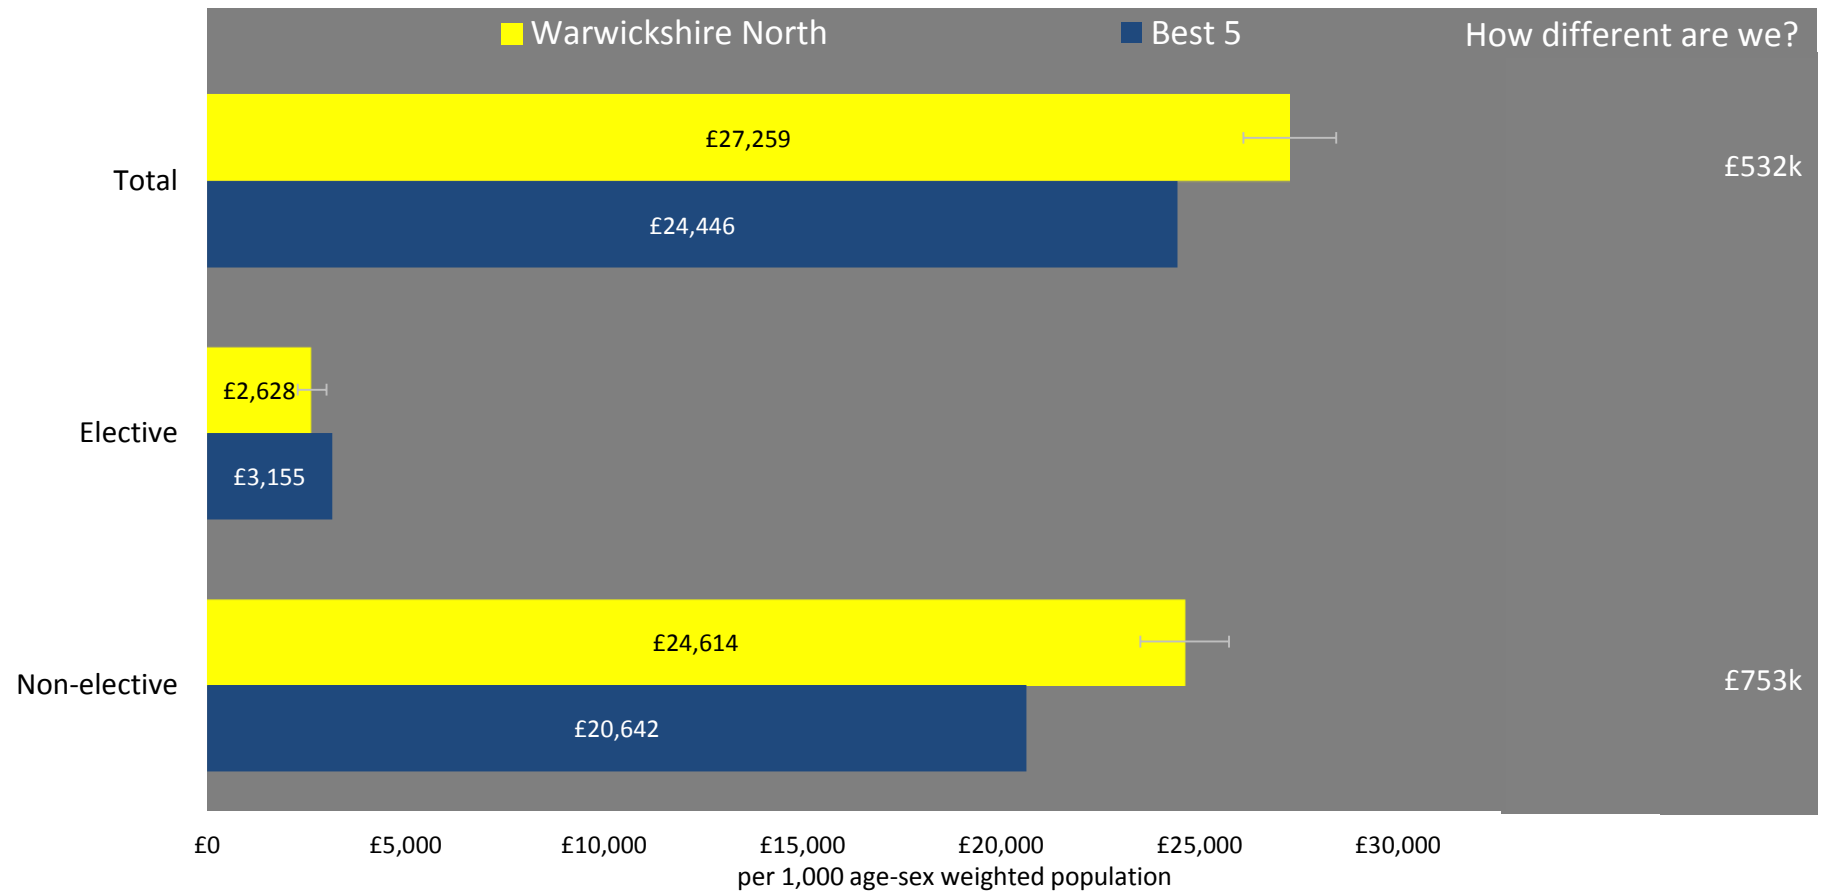 Warwickshire North
Best 5
How different are we?
Total
£27,259
£24,446
£532k
Elective
£2,628
£3,155
Non-elective
£24,614
£20,642
£753k
£0 £5,000 £10,000 £15,000 £20,000 £25,000 £30,000
per 1,000 age-sex weighted population